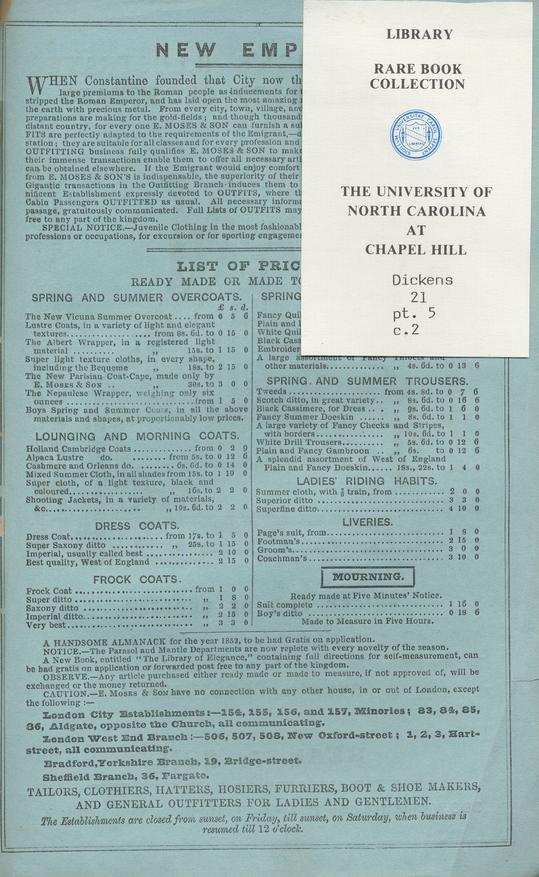 LIBRARY
RARE BOOK
COLLECTION
THE UNIVERSITY OF
NORTH CAROLINA
AT
CHAPEL HILL
Dickens
21
pt. 5
c.2
NEW EMP
WHEN Constantine founded that City now th
large premiums to the Roman people as inducements for
stripped the Roman Emperor, and has laid open the most amazing
the earth with precious metal. From every city, town, village, an
preparations are making for the gold-fields; and though thousand
distant country, for every one E. MOSES & SON can furnish a sui
FITS are perfectly adapted to the requirements of the Emigrant,—
station; they are suitable for all classes and for every profession and
OUTFITTING business fully qualifies E. MOSES & SON to make
their immense transactions enable them to offer all necessary arti
can be obtained elsewhere. If the Emigrant would enjoy comfort
from E. MOSES & SON'S is indispensable, the superiority of their
Gigantic transactions in the Outfitting Branch induces them to
nificent Establishment expressly devoted to OUTFITS, where t
Cabin Passengers OUTFITTED as usual. All necessary inform
passage, gratuitously communicated. Full Lists of OUTFITS may
free to any part of the kingdom.
SPECIAL NOTICE.—Juvenile Clothing in the most fashionabl
professions or occupations, for excursion or for sporting engageme
LIST OF PRIC
READY MADE OR MADE TO
SPRING AND SUMMER OVERCOATS.
£ s. d.
The New Vicuna Summer Overcoat .... from 0 5 6
Lustre Coats, in a variety of light and elegant
textures.................... from 8s. 6d. to 0 15 0
The Albert Wrapper, in a registered light
material .......... „ 15s. to 1 15 0
Super light texture cloths, in every shape,
including the Bequeme 18s. to 2 15 0
The New Parisian Coat-Cape, made only by
E. MOSES & SON .. „ 30s. to 3 0 0
The Nepaulese Wrapper, weighing only six
ounces ........................from 1 5 0
Boys Spring and Summer Coats, in all the above
materials and shapes, at proportionably low prices.
LOUNGING AND MORNING COATS.
Holland Cambridge Coats ........... from 0 2 9
Alpaca Lustre do. ......... from 5s. to 0 12 6
Cashmere and Orleans do. ..... 6s. 6d. to 0 14 0
Mixed Summer Cloth, in all shades from 15s. to 1 10 0
Super cloth, of a light texture, black and
coloured..................... „ 16s. to 2 2 0
Shooting Jackets, in a variety of materials,
&c................. „ 10s. 6d. to 2 2 0
DRESS COATS.
Dress Coat................from 17s. to 1 5 0
Super Saxony ditto ......... „ 25s. to 1 15 0
Imperial, usually called best ............ 2 10 0
Best quality, West of England ......... 2 15 0
FROCK COATS.
Frock Coat ..................... from 1 0 0
Super ditto ..................... „ 1 8 0
Saxony ditto ..................... „ 2 2 0
Imperial ditto..................... „ 2 15 0
Very best ..................... „ 3 3 0
SPRING
Fancy Quil
Plain and
White Quil
Black Cass
Embroider
A large assortment of Fancy Tissues and
other materials............ „ 4s. 6d. to 0 13 6
SPRING AND SUMMER TROUSERS.
Tweeds .................. from 4s. 8d. to 0 7 6
Scotch ditto, in great variety.. „ 8s. 6d. to 0 16 6
Black Cassimere, for Dress .. „ 9s. 6d. to 1 6 0
Fancy Summer Doeskin ...... „ 8s. 6d. to 1 1 0
A large variety of Fancy Checks and Stripes,
with borders............ „ 10s. 6d. to 1 1 0
White Drill Trousers.......... „ 5s. 6d. to 0 12 6
Plain and Fancy Gambroon .. „ 6s. to 0 12 6
A splendid assortment of West of England
Plain and Fancy Doeskin...... 18s., 22s. to 1 4 0
LADIES' RIDING HABITS.
Summer cloth, with ⅞ train, from......... 2 0 0
Superior ditto ......................... 3 3 0
Superfine ditto......................... 4 10 0
LIVERIES.
Page's suit, from......................... 1 8 0
Footman's ......................... 2 15 0
Groom's......................... 3 0 0
Coachman's ......................... 3 10 0
MOURNING.
Ready made at Five Minutes' Notice.
Suit complete ......................... 1 15 0
Boy's ditto ......................... 0 18 6
Made to Measure in Five Hours.
A HANDSOME ALMANACK for the year 1852, to be had Gratis on application.
NOTICE.—The Parasol and Mantle Departments are now replete with every novelty of the season.
A New Book, entitled "The Library of Elegance," containing full directions for self-measurement, can
be had gratis on application or forwarded post free to any part of the kingdom.
OBSERVE.—Any article purchased either ready made or made to measure, if not approved of, will be
exchanged or the money returned.
CAUTION.—E. MOSES & SON have no connection with any other house, in or out of London, except
the following :—
London City Establishments:—154, 155, 156, and 157, Minories; 83, 84, 85,
86, Aldgate, opposite the Church, all communicating.
London West End Branch:—506, 507, 508, New Oxford-street; 1, 2, 3, Hart-
street, all communicating.
Bradford, Yorkshire Branch, 19, Bridge-street.
Sheffield Branch, 36, Fargate.
TAILORS, CLOTHIERS, HATTERS, HOSIERS, FURRIERS, BOOT & SHOE MAKERS,
AND GENERAL OUTFITTERS FOR LADIES AND GENTLEMEN.
The Establishments are closed from sunset, on Friday, till sunset, on Saturday, when business is
resumed till 12 o'clock.